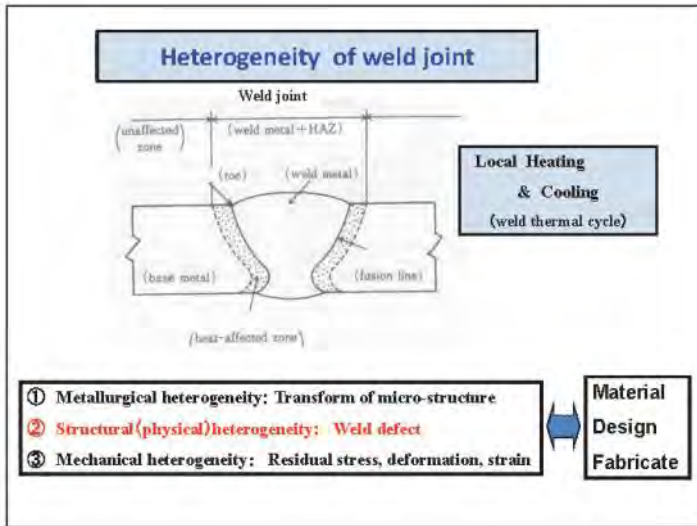 Heterogeneity of weld joint
Weld joint
(unaffected zone)
(weld metal＋HAZ)
(toe)
(weld metal)
(base metal)
(fusion line)
(heat-affected zone)
Local Heating
& Cooling
(weld thermal cycle)
① Metallurgical heterogeneity: Transform of micro-structure
② Structural(physical)heterogeneity: Weld defect
③ Mechanical heterogeneity: Residual stress, deformation, strain
Material
Design
Fabricate